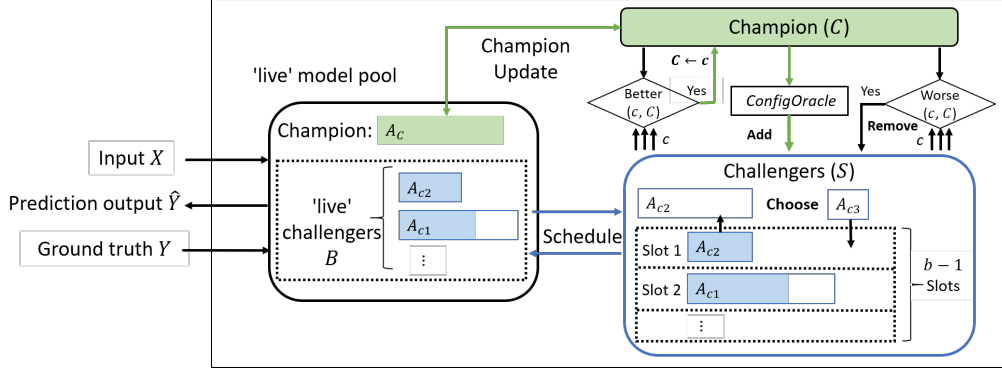 Champion (𝐶)
Champion
Update
𝑪 ← 𝒄
Better
(𝑐, 𝐶)
Yes
ConfigOracle
Yes
Worse
(𝑐, 𝐶)
Add
Remove
𝑐
𝑐
'live' model pool
Champion: 𝐴𝐶
Input 𝑋
Prediction output 𝑌̂
Ground truth 𝑌
'live'
challengers
𝐵
𝐴𝑐2
𝐴𝑐1
⋮
Schedule
Challengers (𝑆)
𝐴𝑐2
Choose
𝐴𝑐3
Slot 1 𝐴𝑐2
Slot 2 𝐴𝑐1
⋮
𝑏 − 1
Slots